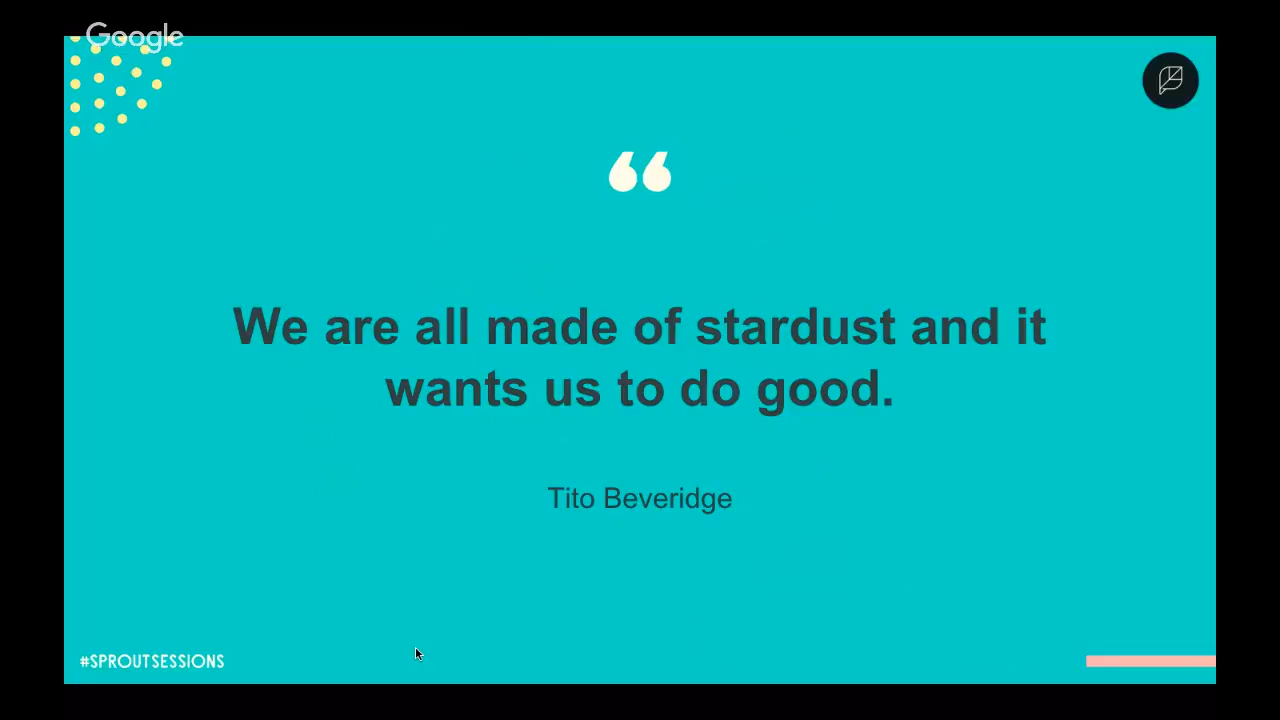 Google
“
We are all made of stardust and it
wants us to do good.
Tito Beveridge
#SPROUTSESSIONS